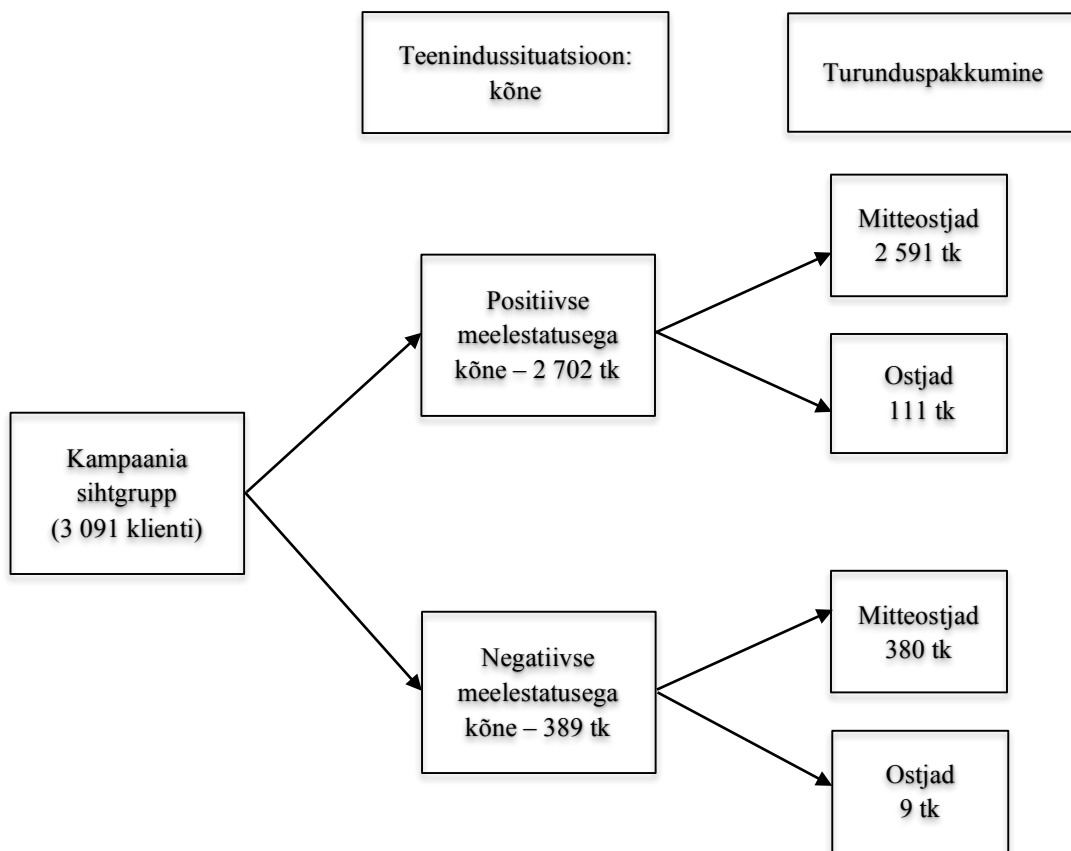 Teenindussituatsioon:
kõne
Turunduspakkumine
Mitteostjad
2 591 tk
Positiivse
meelestatusega
kõne – 2 702 tk
Ostjad
111 tk
Kampaania
sihtgrupp
(3 091 klienti)
Mitteostjad
380 tk
Negatiivse
meelestatusega
kõne – 389 tk
Ostjad
9 tk